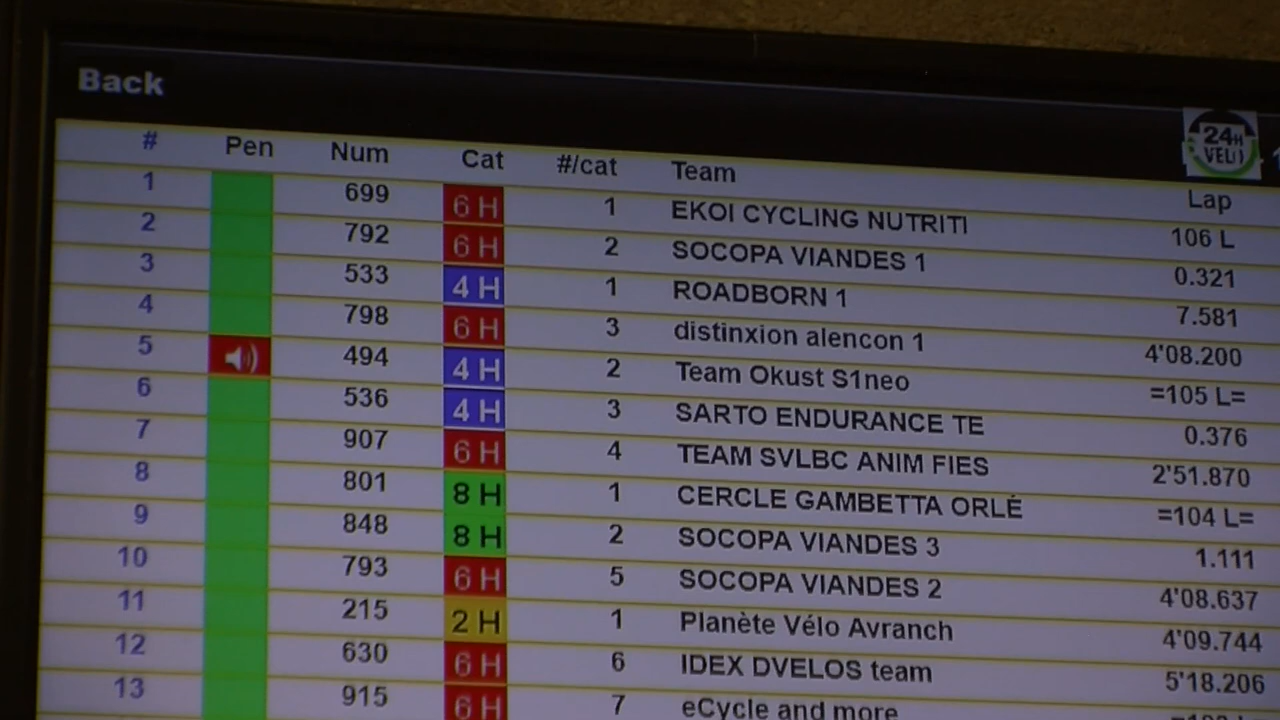 Back
24H
VELO
# Pen Num Cat #/cat Team Lap
1 699 6 H 1 EKOI CYCLING NUTRITI 106 L
2 792 6 H 2 SOCOPA VIANDES 1 0.321
3 533 4 H 1 ROADBORN 1 7.581
4 798 6 H 3 distinxion alencon 1 4'08.200
5 494 4 H 2 Team Okust S1neo =105 L=
6 536 4 H 3 SARTO ENDURANCE TE 0.376
7 907 6 H 4 TEAM SVLBC ANIM FIES 2'51.870
8 801 8 H 1 CERCLE GAMBETTA ORLÉ =104 L=
9 848 8 H 2 SOCOPA VIANDES 3 1.111
10 793 6 H 5 SOCOPA VIANDES 2 4'08.637
11 215 2 H 1 Planète Vélo Avranch 4'09.744
12 630 6 H 6 IDEX DVELOS team 5'18.206
13 915 6 H 7 eCycle and more